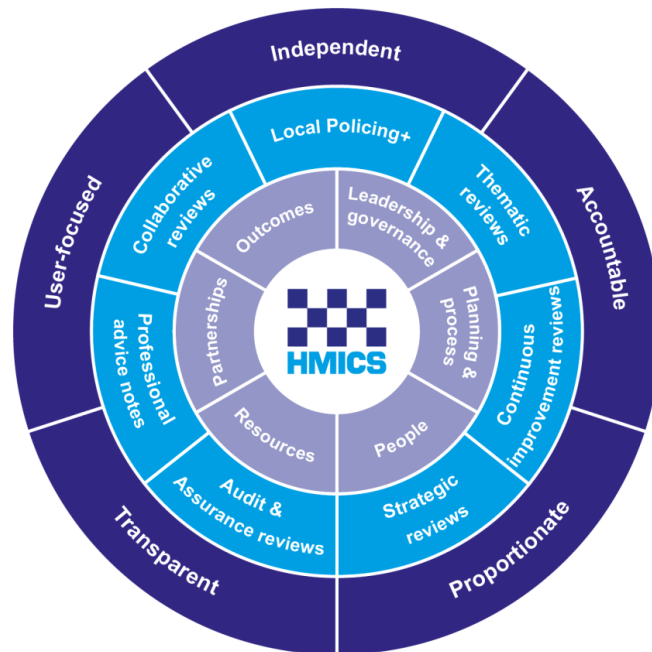 Independent
Accountable
Proportionate
Transparent
User-focused
Local Policing+
Thematic
reviews
Continuous
improvement reviews
Strategic
reviews
Audit &
Assurance reviews
Professional
advice notes
Collaborative
reviews
Leadership &
governance
Planning &
process
People
Resources
Partnerships
Outcomes
HMICS